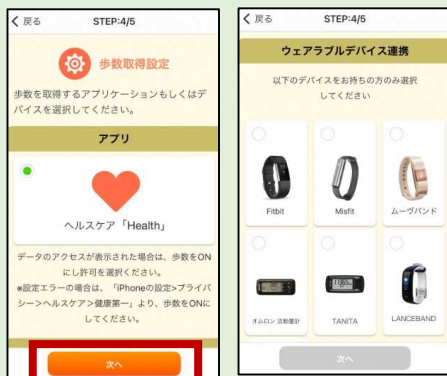 戻る
STEP:4/5
歩数取得設定
歩数を取得するアプリケーションもしくはデ
バイスを選択してください。
アプリ
ヘルスケア「Health」
データのアクセスが表示された場合は、歩数をON
にし許可を選択ください。
※設定エラーの場合は、「iPhoneの設定>プライバ
シー>ヘルスケア>健康第一」より、歩数をONに
してください。
次へ
戻る
STEP:4/5
ウェアラブルデバイス連携
以下のデバイスをお持ちの方のみ選択
してください
Fitbit
Misfit
ムーヴバンド
オムロン 活動量計
TANITA
LANCEBAND
次へ